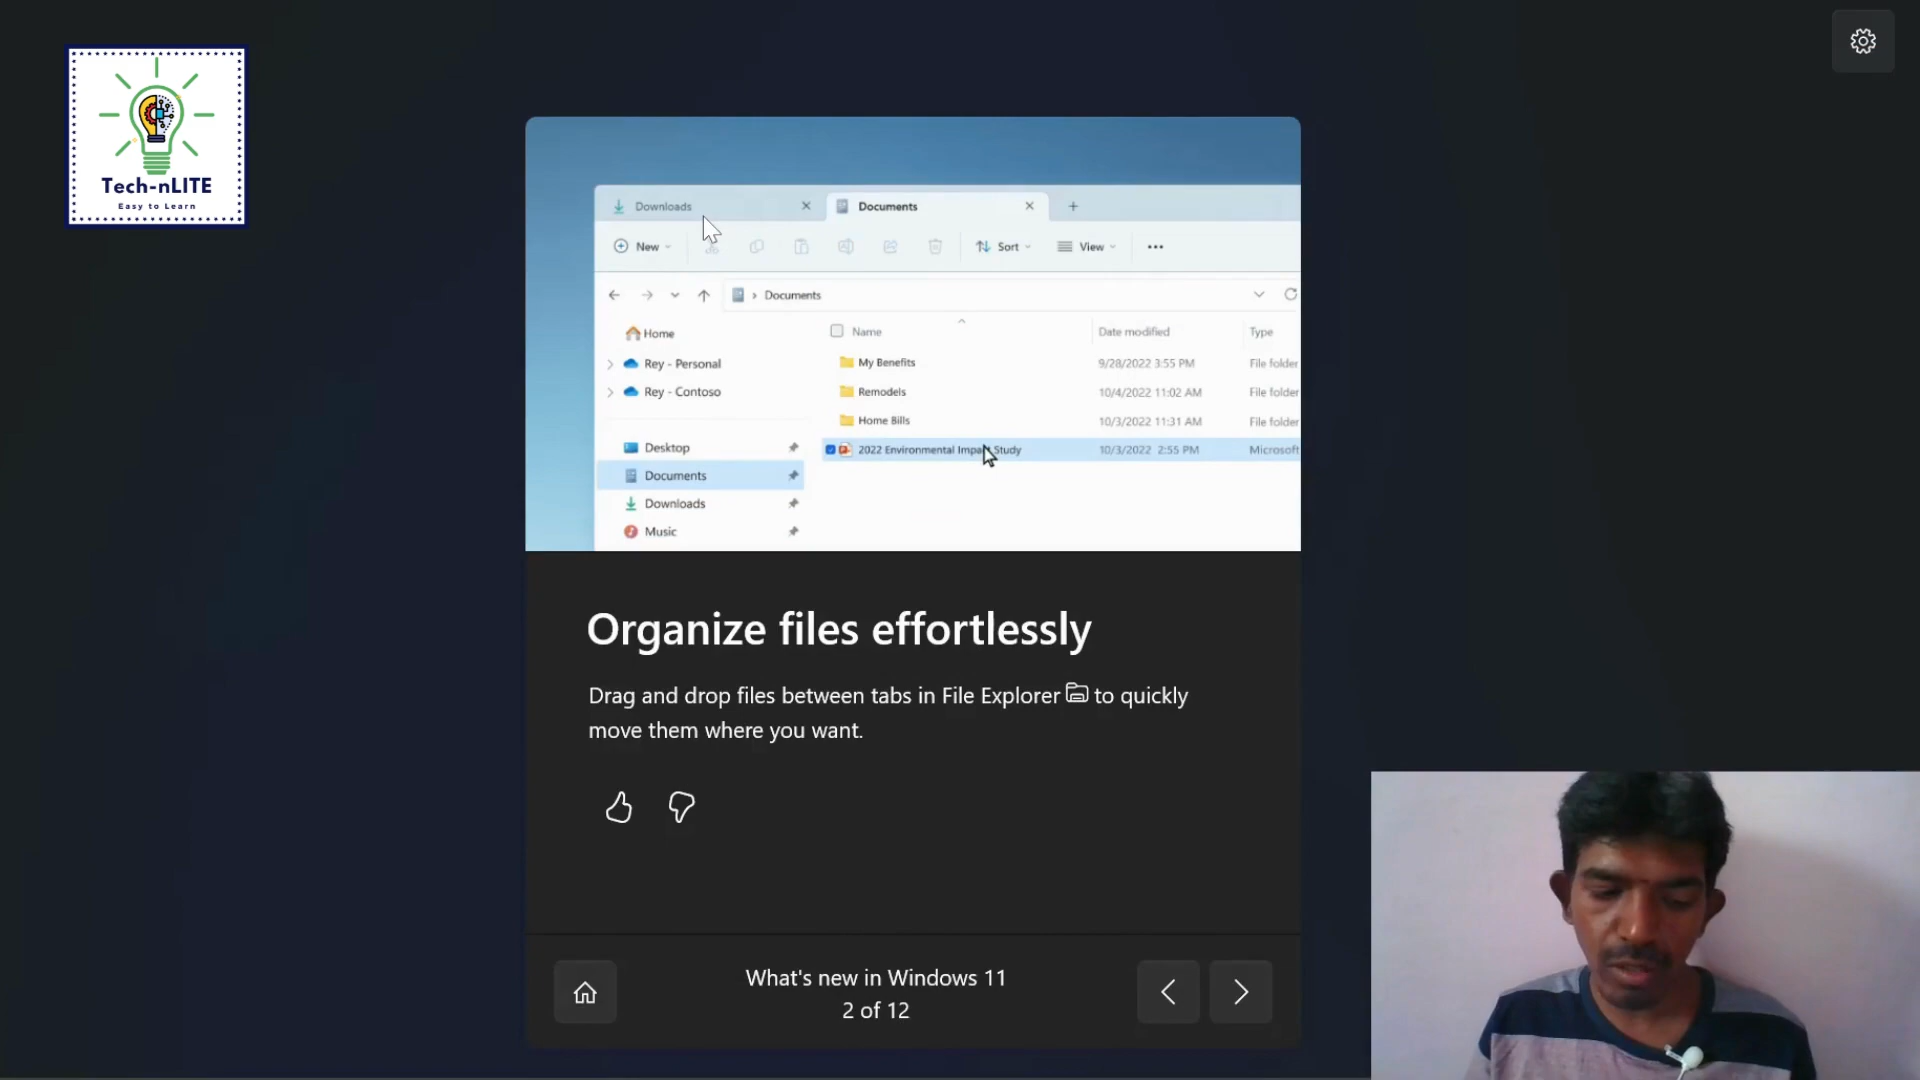 Tech-nLITE
Easy to Learn
Downloads
Documents
New
Sort
View
Documents
Home
Name
Date modified
Type
Rey - Personal
My Benefits
9/28/2022 3:55 PM
File folder
Rey - Contoso
Remodels
10/4/2022 11:02 AM
File folder
Home Bills
10/3/2022 11:31 AM
File folder
Desktop
2022 Environmental Impact Study
10/3/2022 2:55 PM
Microsoft
Documents
Downloads
Music
Organize files effortlessly
Drag and drop files between tabs in File Explorer to quickly
move them where you want.
What's new in Windows 11
2 of 12